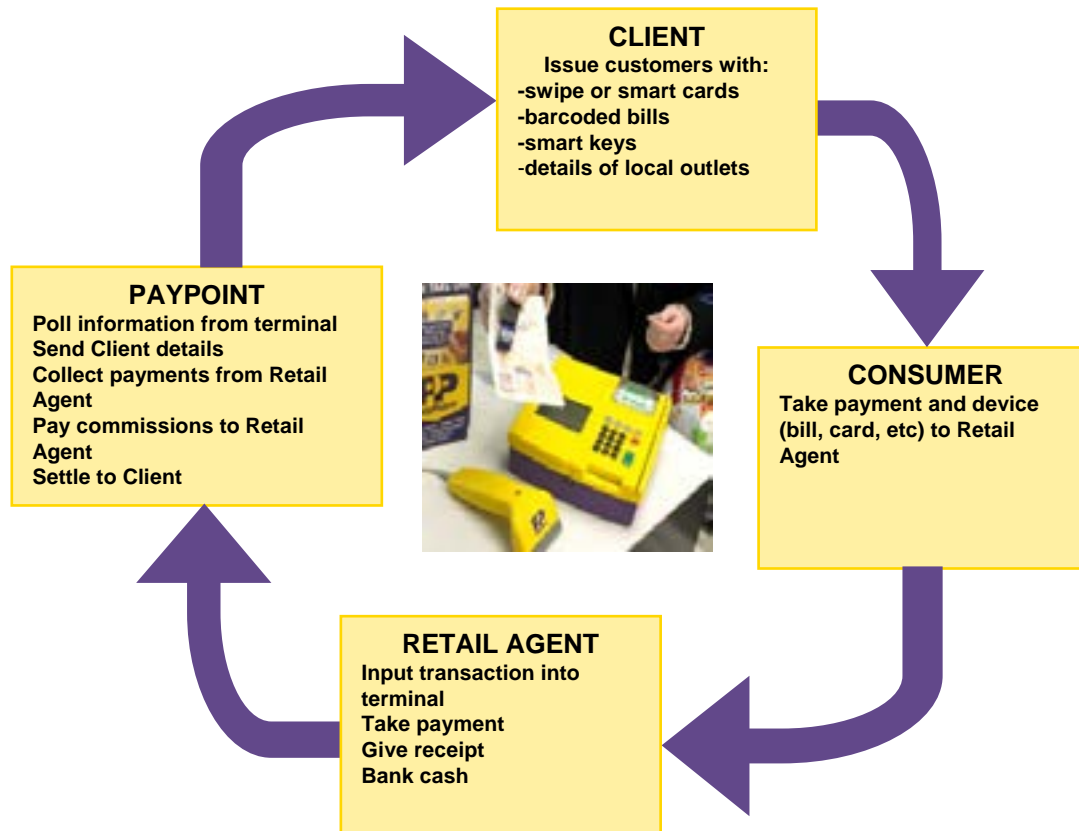 CLIENT
Issue customers with:
-swipe or smart cards
-barcoded bills
-smart keys
-details of local outlets
PAYPOINT
Poll information from terminal
Send Client details
Collect payments from Retail
Agent
Pay commissions to Retail
Agent
Settle to Client
CONSUMER
Take payment and device
(bill, card, etc) to Retail
Agent
RETAIL AGENT
Input transaction into
terminal
Take payment
Give receipt
Bank cash